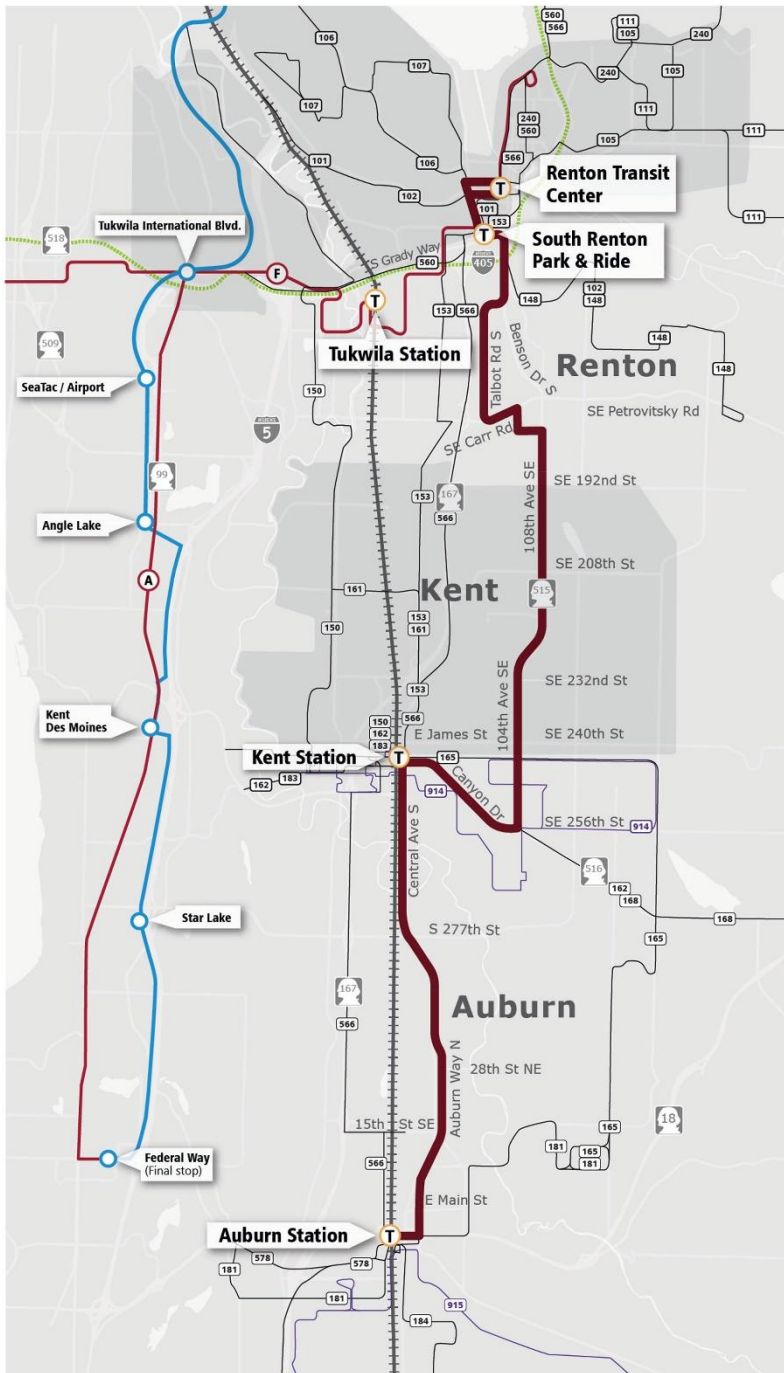 560
566
111
105
240
106
107
240
105
107
111
240
560
101
106
105
111
566
102
Renton Transit
Center
101
153
111
Tukwila International Blvd.
South Renton
Park & Ride
518
S Grady Way
560
INTERSTATE
405
F
T
T
T
102
148
148
153
566
148
Tukwila Station
Talbot Rd S
Benson Dr S
Renton
509
SeaTac / Airport
150
148
SE Petrovitsky Rd
INTERSTATE
5
SE Carr Rd
99
153
167
566
108th Ave SE
SE 192nd St
Angle Lake
SE 208th St
A
161
Kent
515
150
153
161
104th Ave SE
SE 232nd St
153
Kent
Des Moines
150
162
183
566
E James St
SE 240th St
Kent Station
T
165
162
183
914
Canyon Dr
SE 256th St
914
Central Ave S
516
162
168
168
Star Lake
S 277th St
165
167
566
Auburn
Auburn Way N
28th St NE
15th St SE
18
165
181
165
181
566
Federal Way
(Final stop)
E Main St
Auburn Station
T
578
578
181
181
915
184